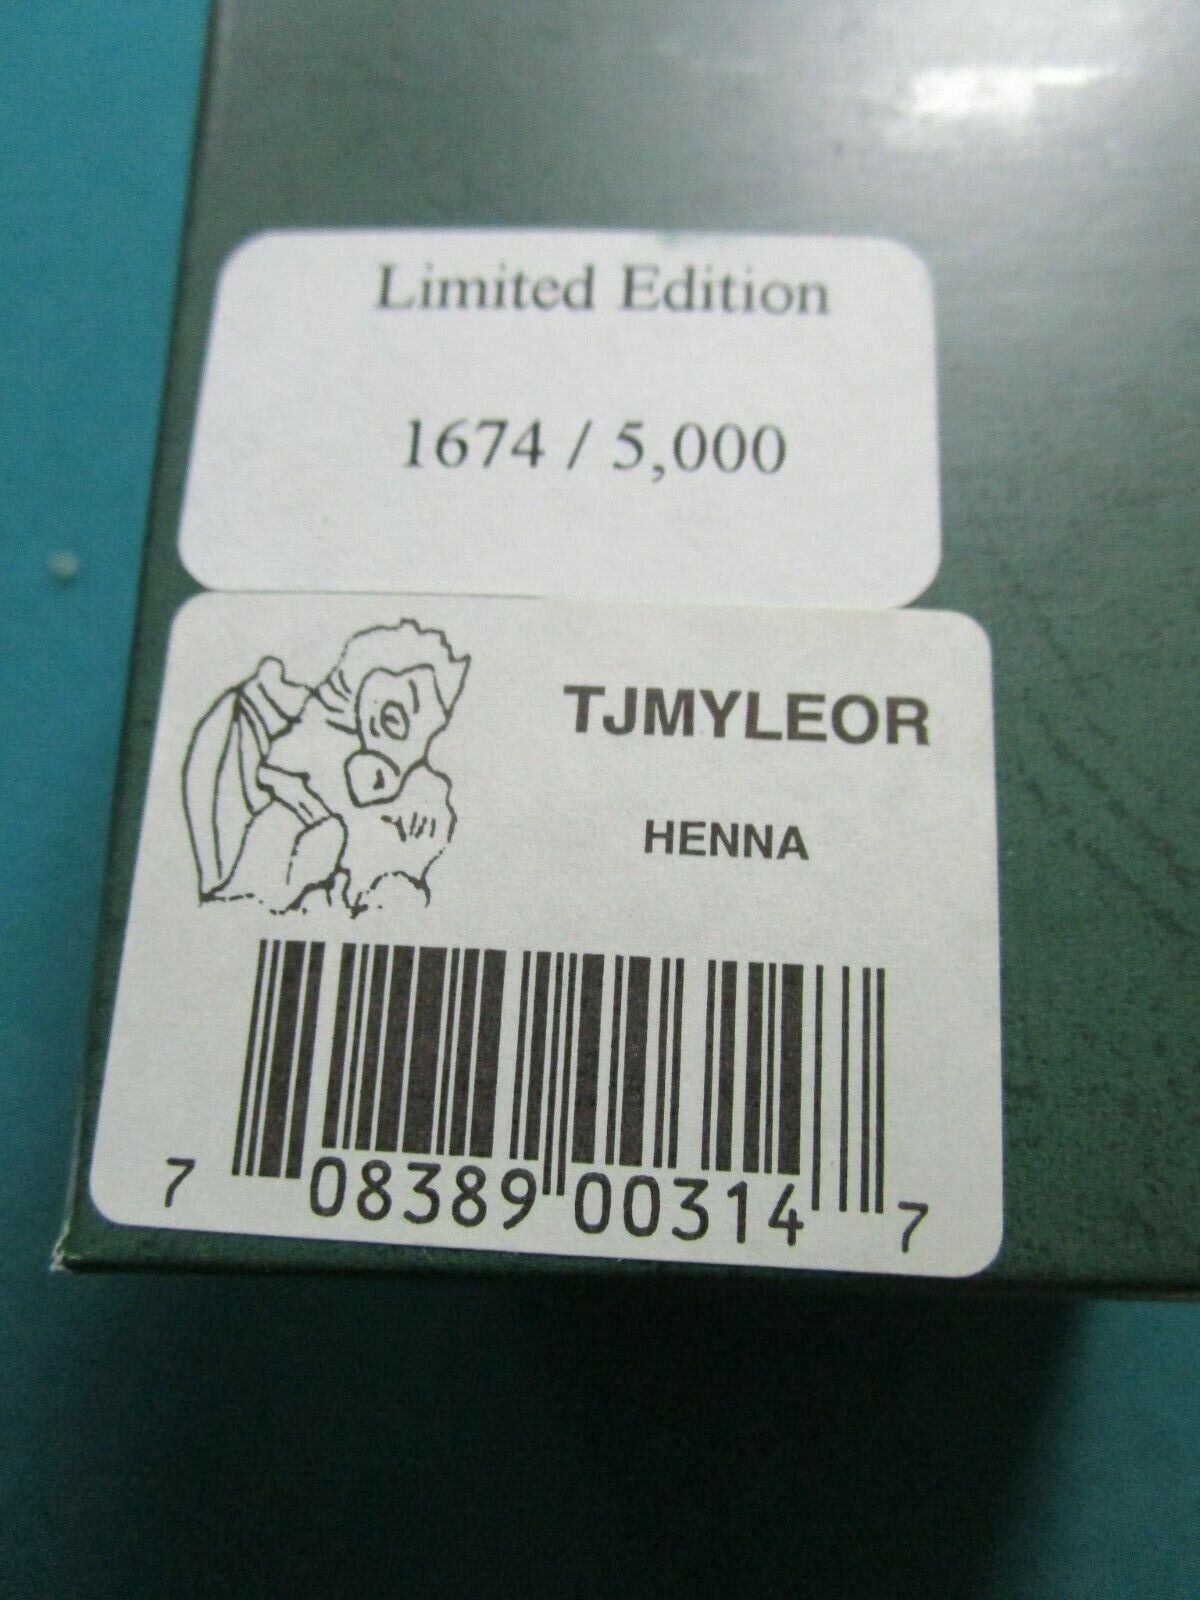 Limited Edition
1674 / 5,000
TJMYLEOR
HENNA
7 08389 00314 7